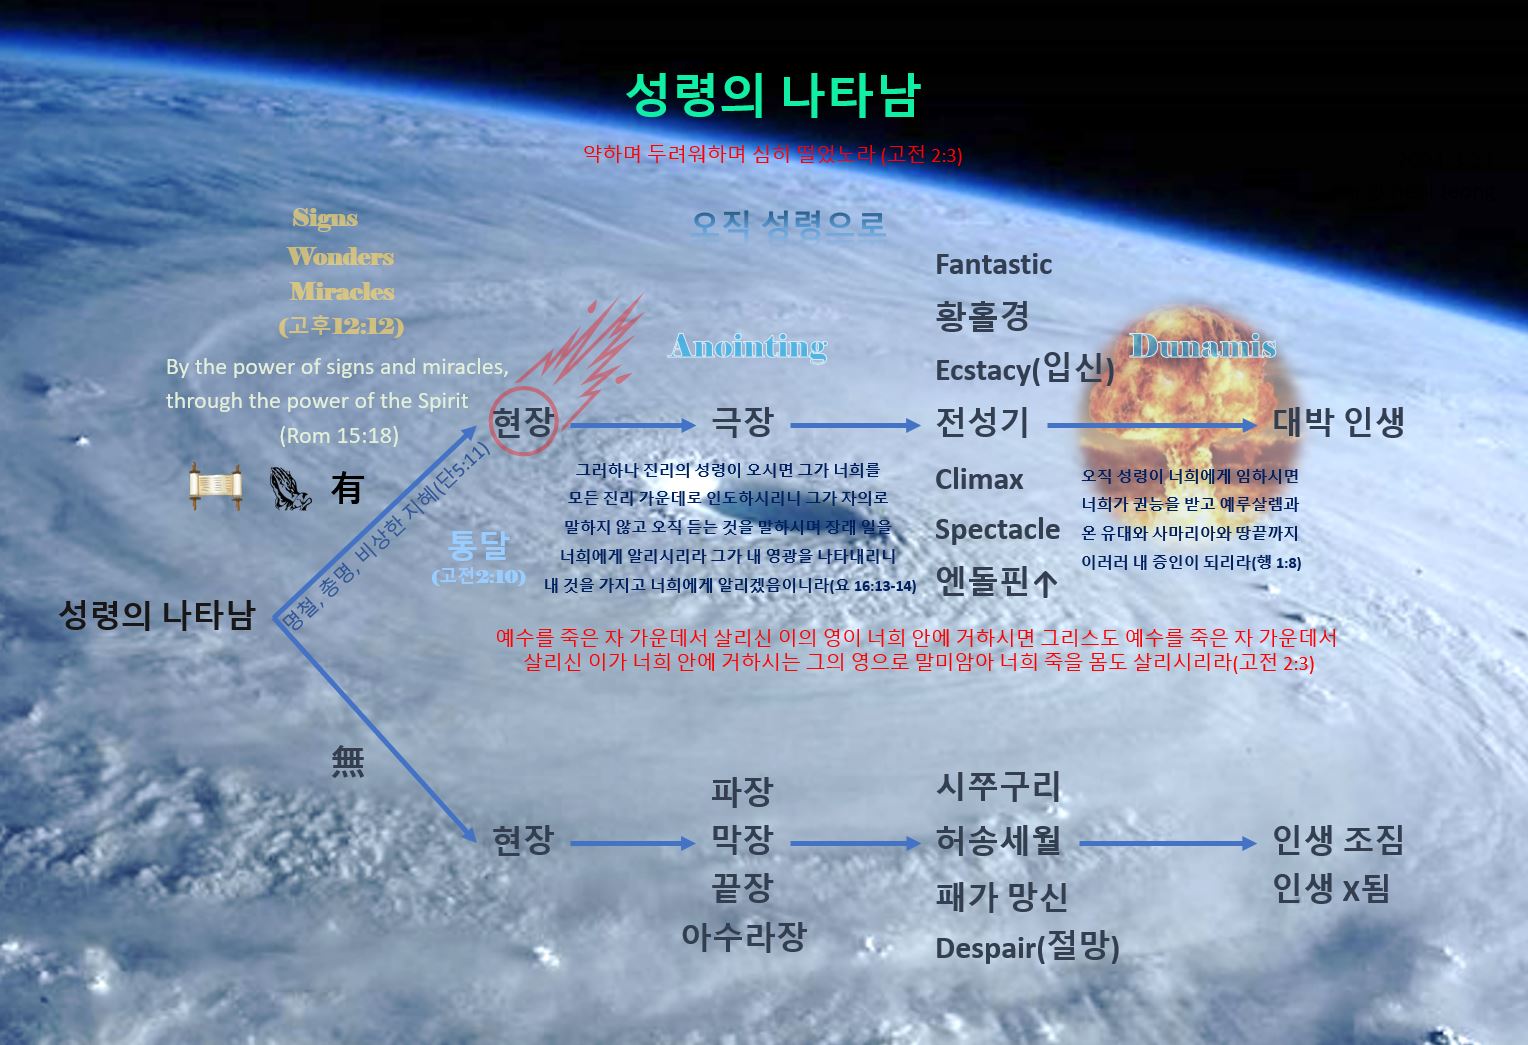 성령의 나타남
약하며 두려워하며 심히 떨었노라 (고전 2:3)
오직 성령으로
Signs
Wonders
Miracles
(고후12:12)
By the power of signs and miracles,
through the power of the Spirit
(Rom 15:18)
有
명철, 총명, 비상한 지혜(단5:11)
통달
(고전2:10)
성령의 나타남
현장
Anointing
극장
그러하나 진리의 성령이 오시면 그가 너희를
모든 진리 가운데로 인도하시리니 그가 자의로
말하지 않고 오직 듣는 것을 말하시며 장래 일을
너희에게 알리시리라 그가 내 영광을 나타내리니
내 것을 가지고 너희에게 알리겠음이니라(요 16:13-14)
Fantastic
황홀경
Ecstacy(입신)
전성기
Climax
Spectacle
엔돌핀↑
Dunamis
대박 인생
오직 성령이 너희에게 임하시면
너희가 권능을 받고 예루살렘과
온 유대와 사마리아와 땅끝까지
이러러 내 증인이 되리라(행 1:8)
예수를 죽은 자 가운데서 살리신 이의 영이 너희 안에 거하시면 그리스도 예수를 죽은 자 가운데서
살리신 이가 너희 안에 거하시는 그의 영으로 말미암아 너희 죽을 몸도 살리시리라(고전 2:3)
無
현장
파장
막장
끝장
아수라장
시쭈구리
허송세월
패가 망신
Despair(절망)
인생 조짐
인생 X됨